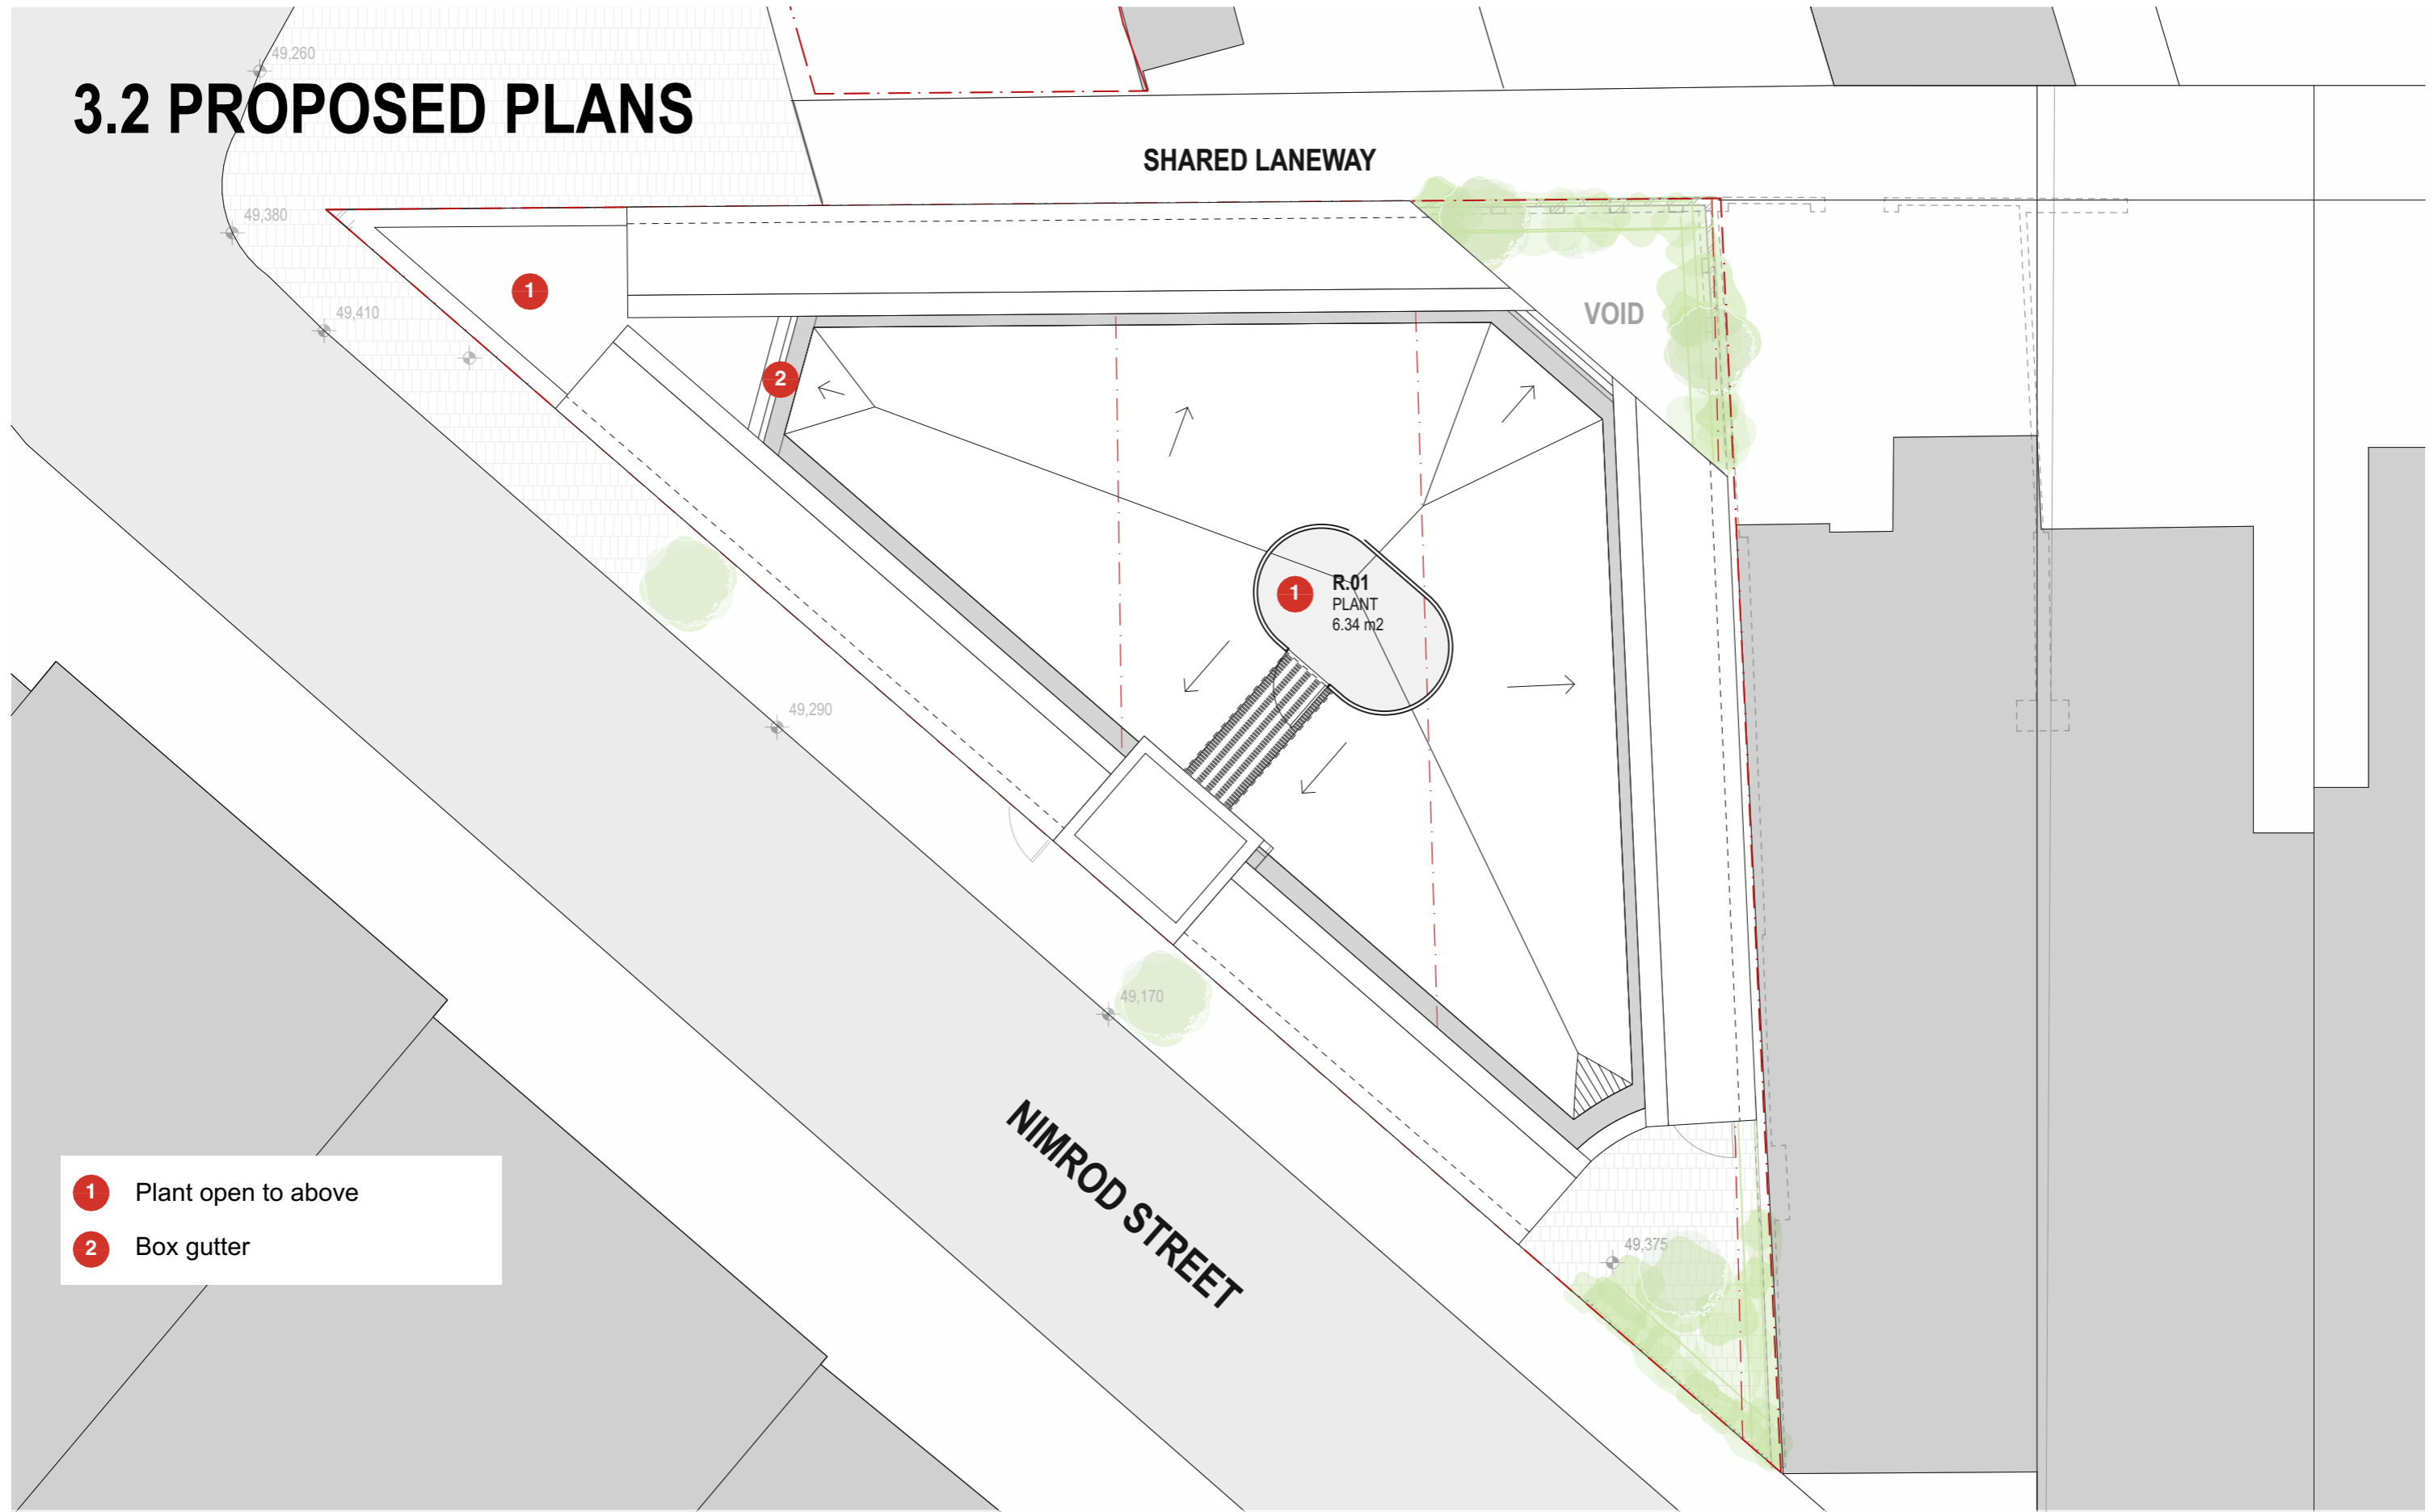 49,260
3.2 PROPOSED PLANS
SHARED LANEWAY
49,380
1
VOID
49,410
2
1
R.01
PLANT
6.34 m2
49,290
49,170
NIMROD STREET
1 Plant open to above
2 Box gutter
49,375